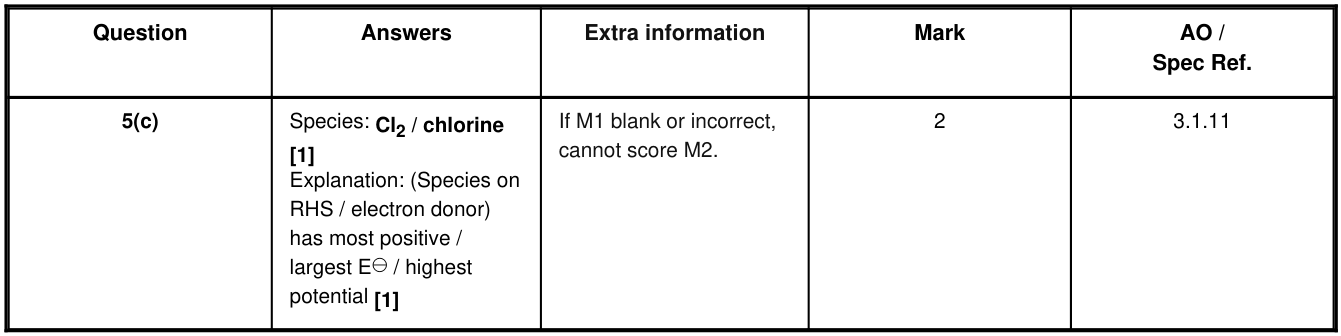 Question Answers Extra information Mark AO /
Spec Ref.
5(c)
Species: Cl2 / chlorine
[1]
Explanation: (Species on
RHS / electron donor)
has most positive /
largest E⊖ / highest
potential [1]
If M1 blank or incorrect,
cannot score M2.
2
3.1.11